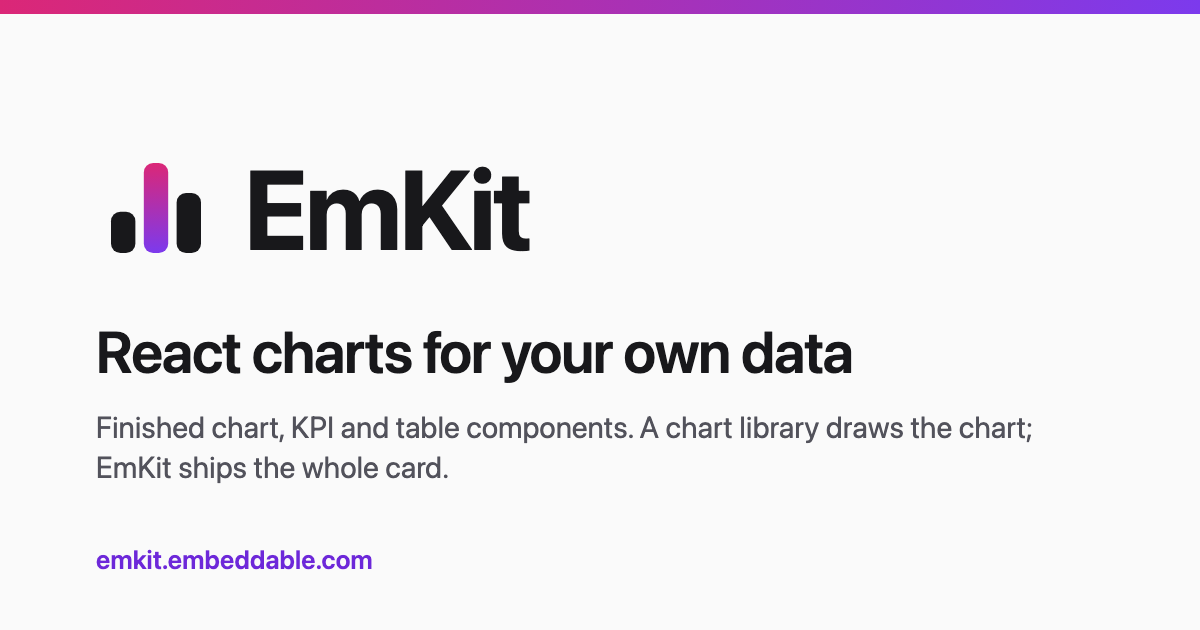 EmKit
React charts for your own data
Finished chart, KPI and table components. A chart library draws the chart;
EmKit ships the whole card.
emkit.embeddable.com